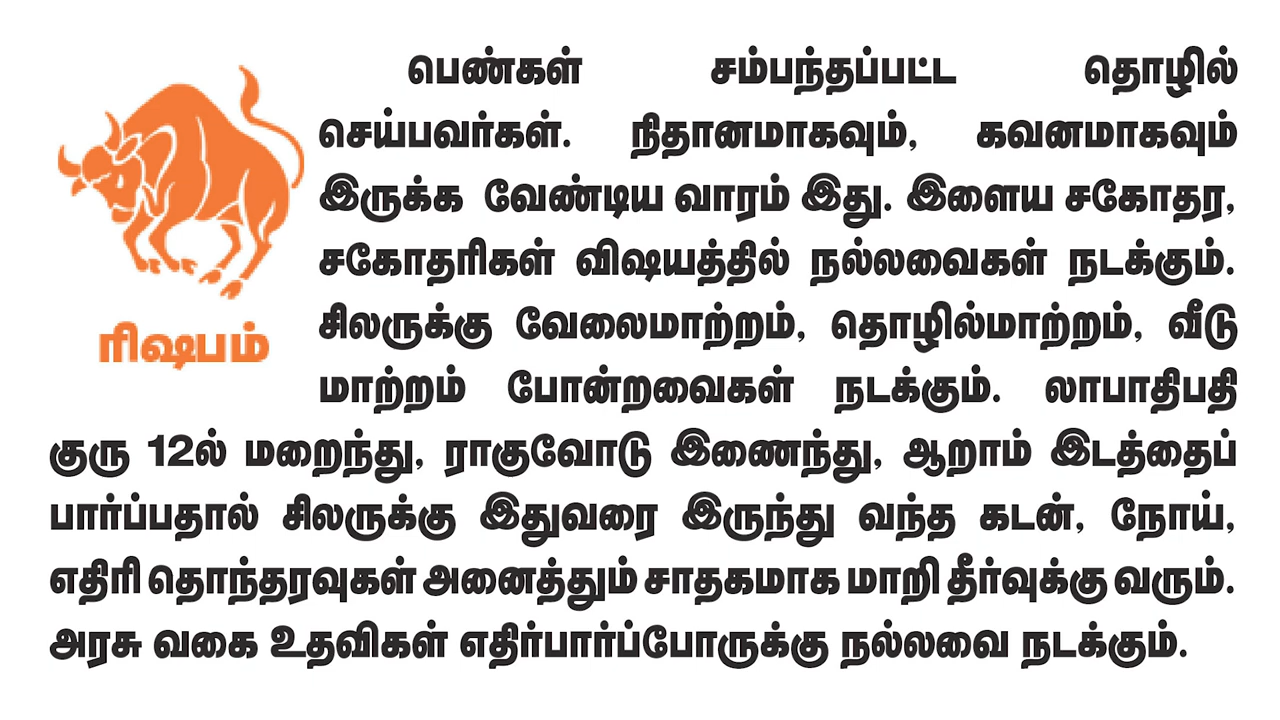 பெண்கள் சம்பந்தப்பட்ட தொழில்
செய்பவர்கள். நிதானமாகவும், கவனமாகவும்
இருக்க வேண்டிய வாரம் இது. இளைய சகோதர,
சகோதரிகள் விஷயத்தில் நல்லவைகள் நடக்கும்.
சிலருக்கு வேலைமாற்றம், தொழில்மாற்றம், வீடு
மாற்றம் போன்றவைகள் நடக்கும். லாபாதிபதி
குரு 12ல் மறைந்து, ராகுவோடு இணைந்து, ஆறாம் இடத்தைப்
பார்ப்பதால் சிலருக்கு இதுவரை இருந்து வந்த கடன், நோய்,
எதிரி தொந்தரவுகள் அனைத்தும் சாதகமாக மாறி தீர்வுக்கு வரும்.
அரசு வகை உதவிகள் எதிர்பார்ப்போருக்கு நல்லவை நடக்கும்.
ரிஷபம்